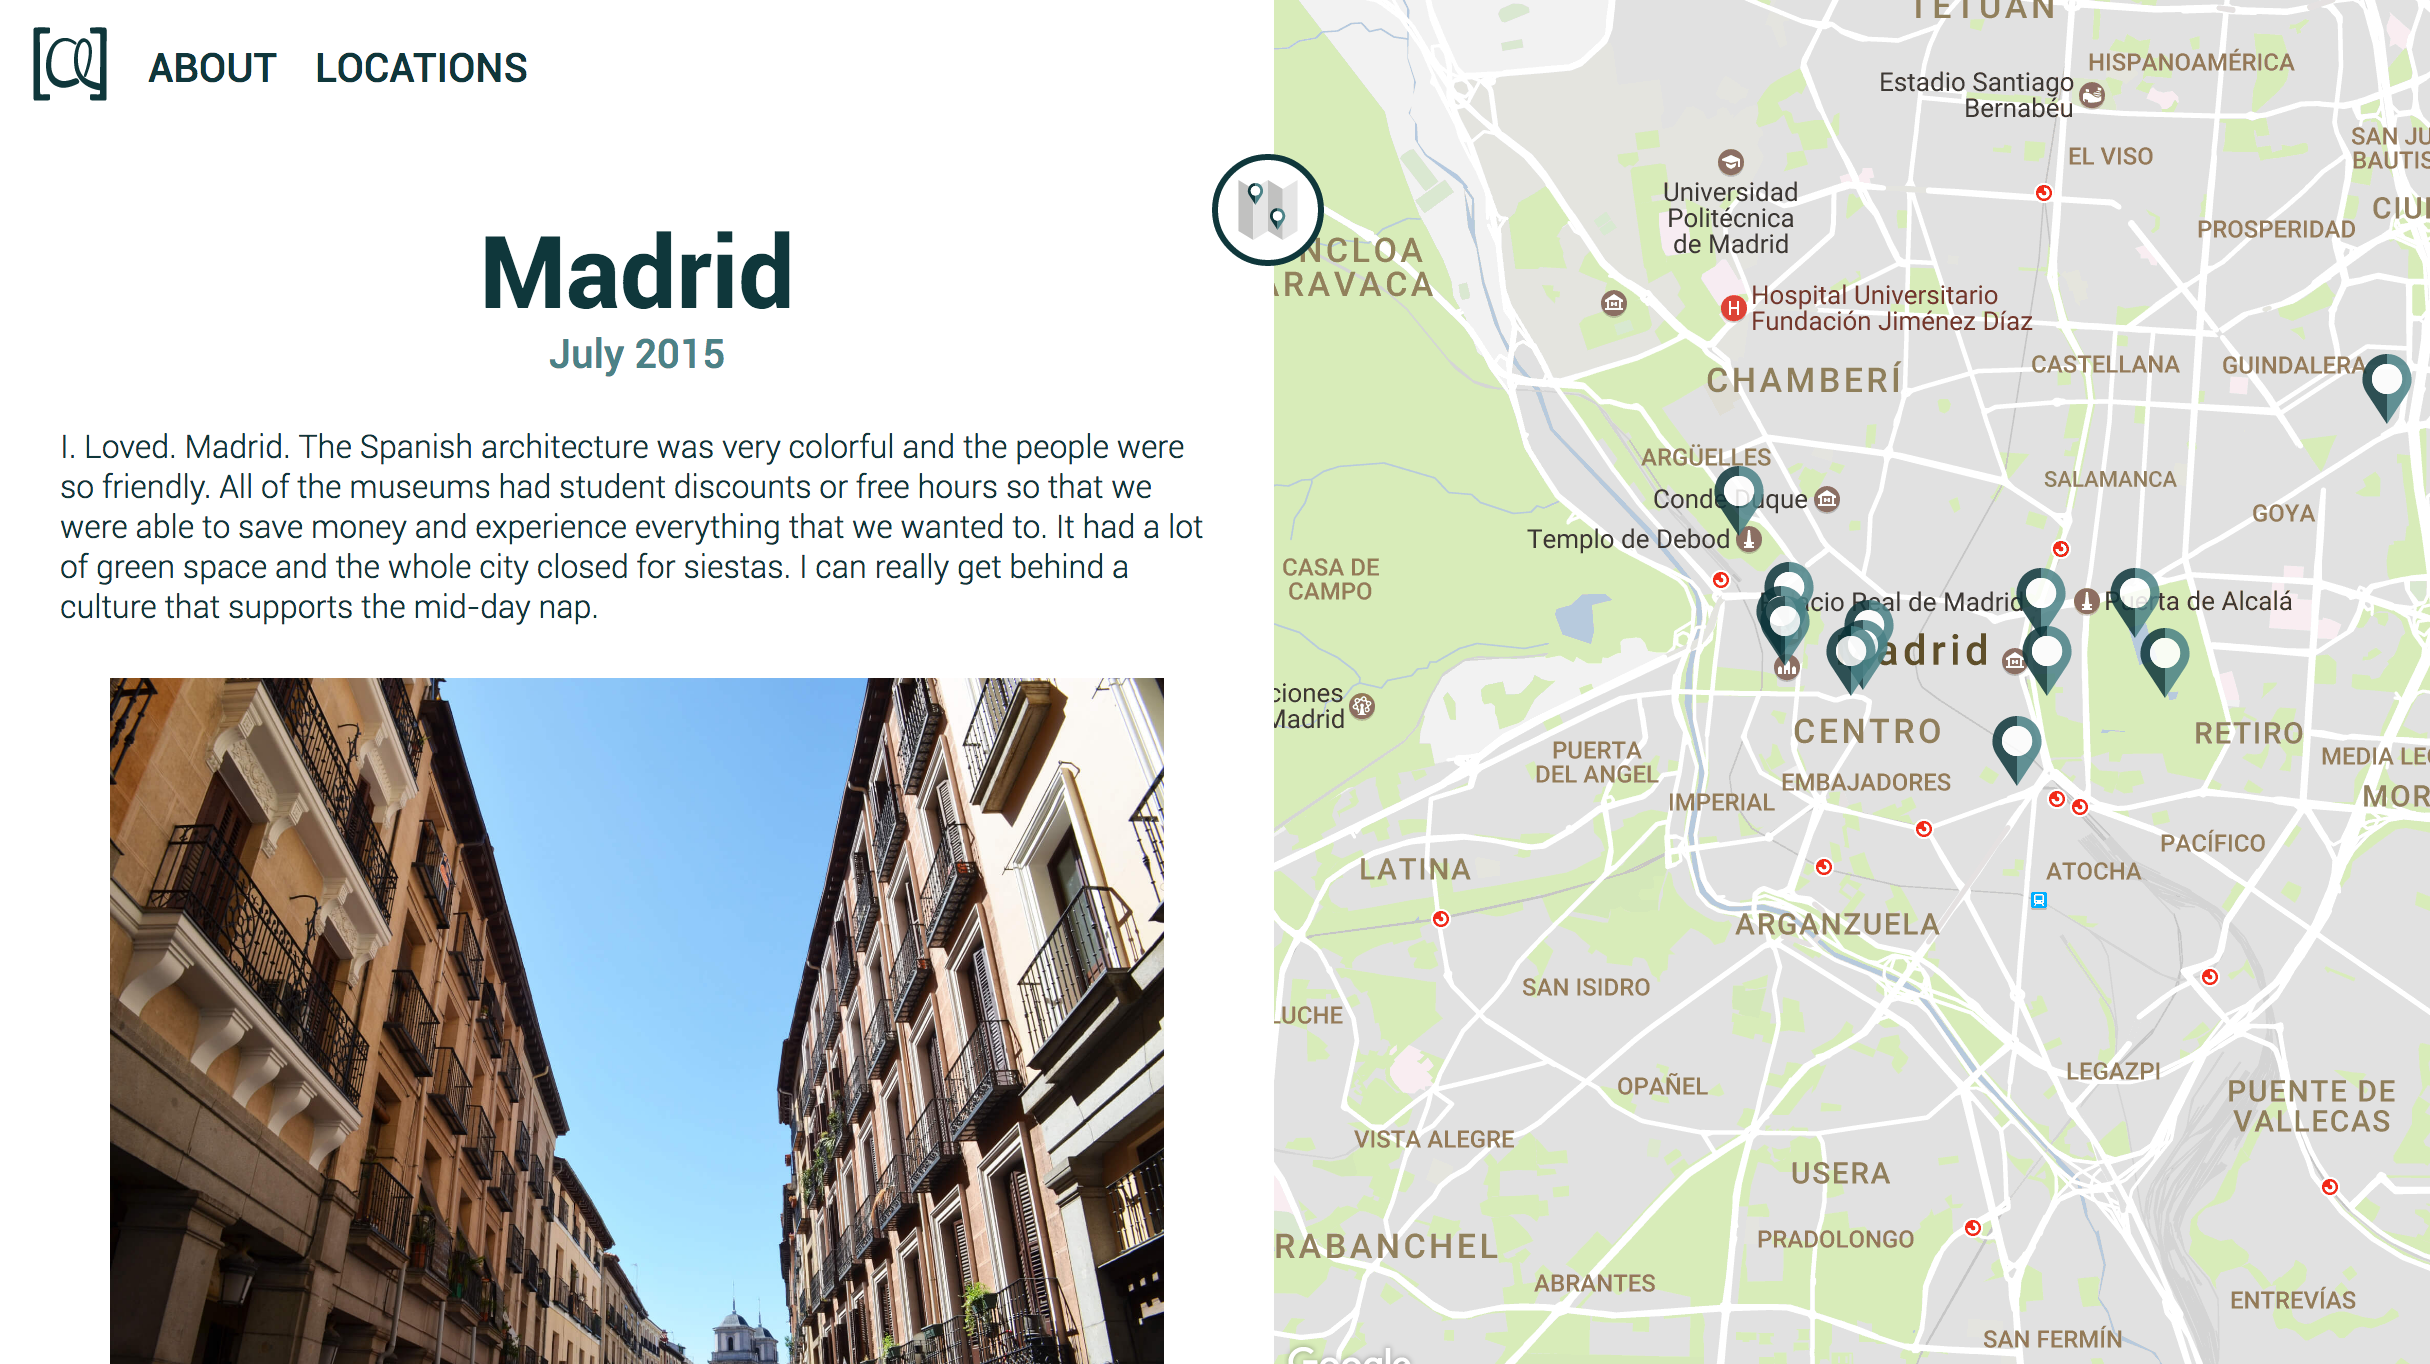 ABOUT LOCATIONS
Madrid
July 2015
I. Loved. Madrid. The Spanish architecture was very colorful and the people were
so friendly. All of the museums had student discounts or free hours so that we
were able to save money and experience everything that we wanted to. It had a lot
of green space and the whole city closed for siestas. I can really get behind a
culture that supports the mid-day nap.
TETUÁN
HISPANOAMÉRICA
Estadio Santiago
Bernabéu
SAN JU
BAUTIS
EL VISO
Universidad
Politécnica
de Madrid
CIU
PROSPERIDAD
NCLOA
ARAVACA
Hospital Universitario
Fundación Jiménez Díaz
CHAMBERÍ
CASTELLANA
GUINDALERA
ARGÜELLES
SALAMANCA
Conde Duque
GOYA
Templo de Debod
CASA DE
CAMPO
acio Real de Madrid
Puerta de Alcalá
adrid
ciones
Madrid
CENTRO
RETIRO
PUERTA
DEL ANGEL
MEDIA LE
EMBAJADORES
IMPERIAL
MOR
PACÍFICO
LATINA
ATOCHA
ARGANZUELA
SAN ISIDRO
LUCHE
LEGAZPI
OPAÑEL
PUENTE DE
VALLECAS
VISTA ALEGRE
USERA
PRADOLONGO
RABANCHEL
ABRANTES
ENTREVÍAS
SAN FERMÍN
Google